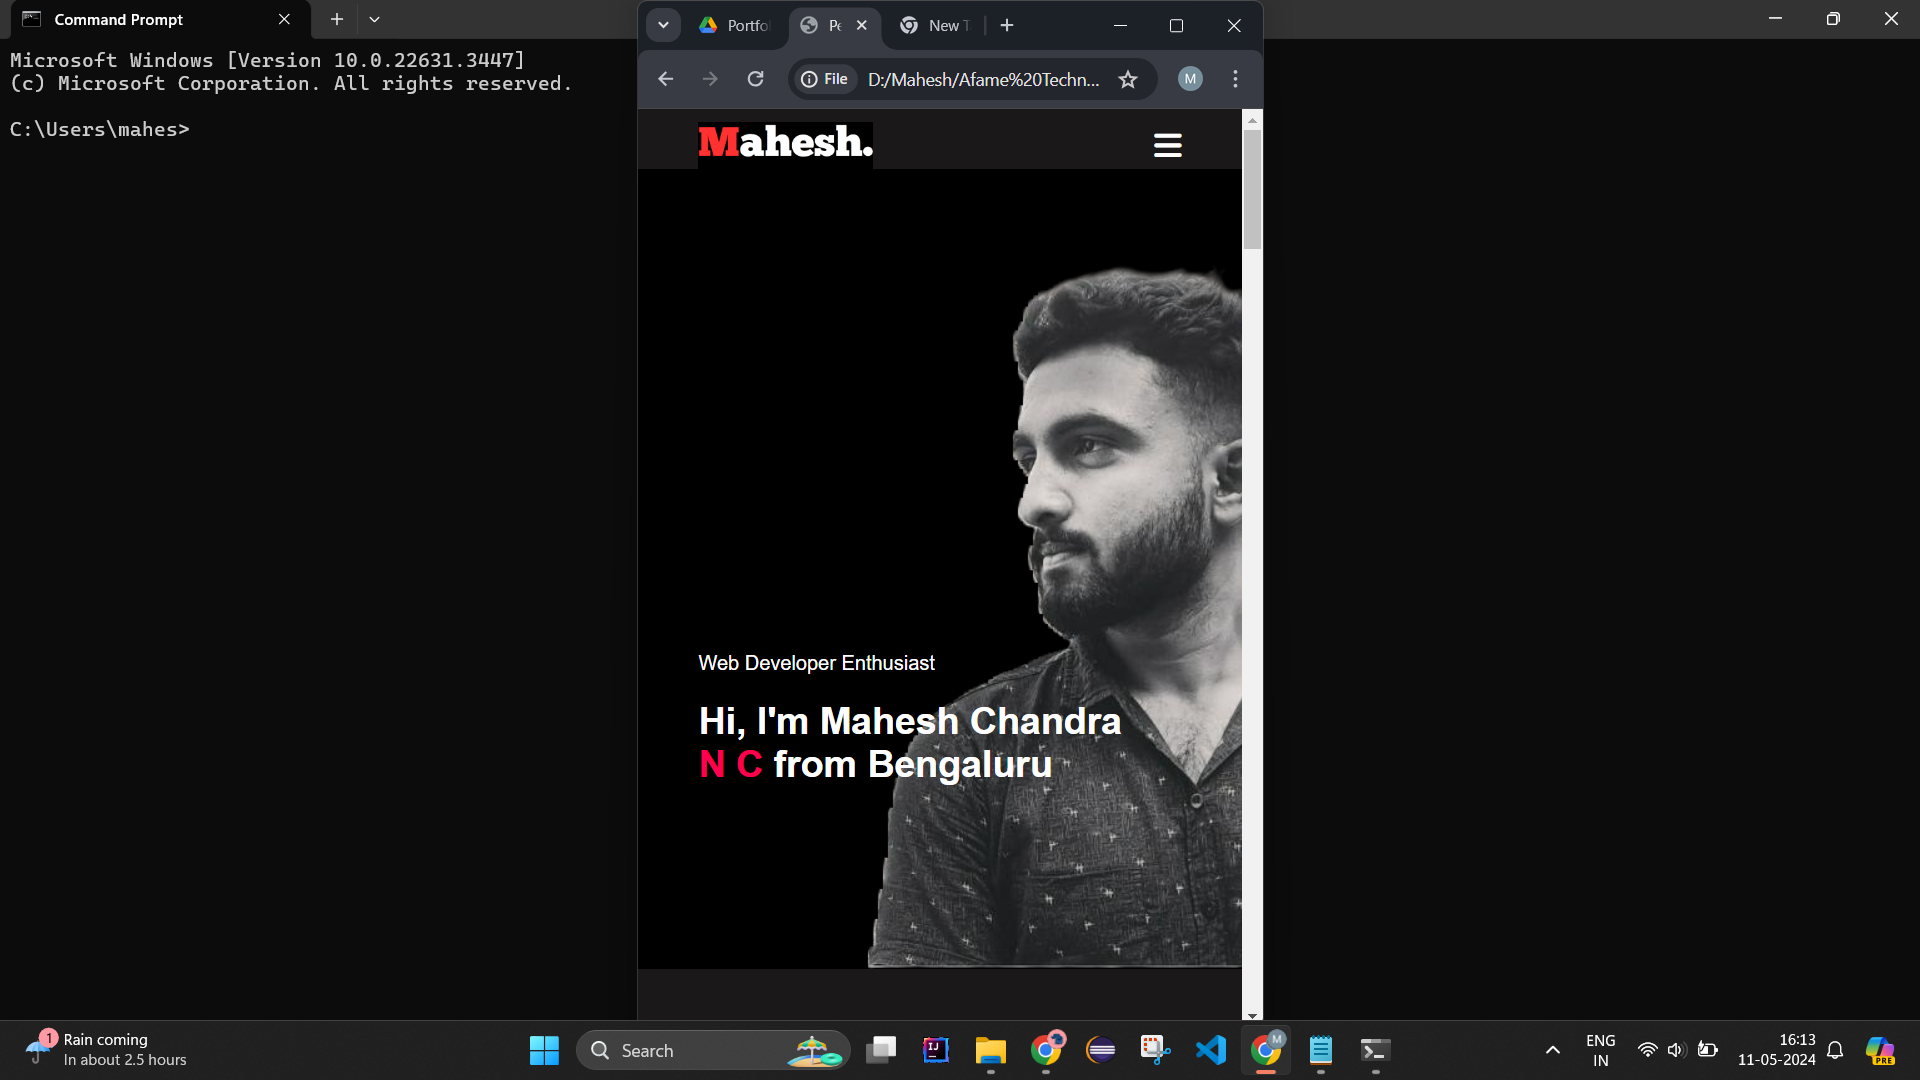 Command Prompt
Microsoft Windows [Version 10.0.22631.3447]
(c) Microsoft Corporation. All rights reserved.
C:\Users\mahes>
Portfo
Pe
New T
File
D:/Mahesh/Afame%20Techn...
M
Mahesh.
Web Developer Enthusiast
Hi, I'm Mahesh Chandra
N C from Bengaluru
1
Rain coming
In about 2.5 hours
Search
IJ
M
ENG
IN
16:13
11-05-2024
PRE